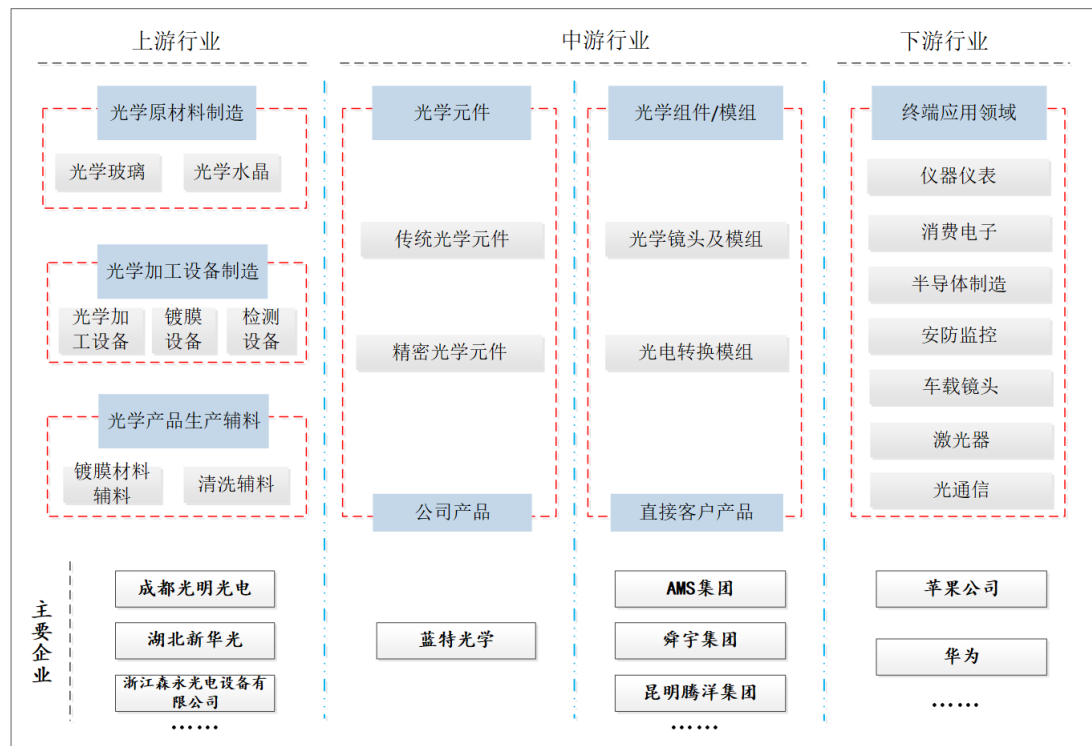 上游行业
中游行业
下游行业
光学原材料制造
光学玻璃
光学水晶
光学加工设备制造
光学加
工设备
镀膜
设备
检测
设备
光学产品生产辅料
镀膜材料
辅料
清洗辅料
光学元件
传统光学元件
精密光学元件
公司产品
光学组件/模组
光学镜头及模组
光电转换模组
直接客户产品
终端应用领域
仪器仪表
消费电子
半导体制造
安防监控
车载镜头
激光器
光通信
主要企业
成都光明光电
湖北新华光
浙江森永光电设备有
限公司
……
蓝特光学
AMS集团
舜宇集团
昆明腾洋集团
……
苹果公司
华为
……